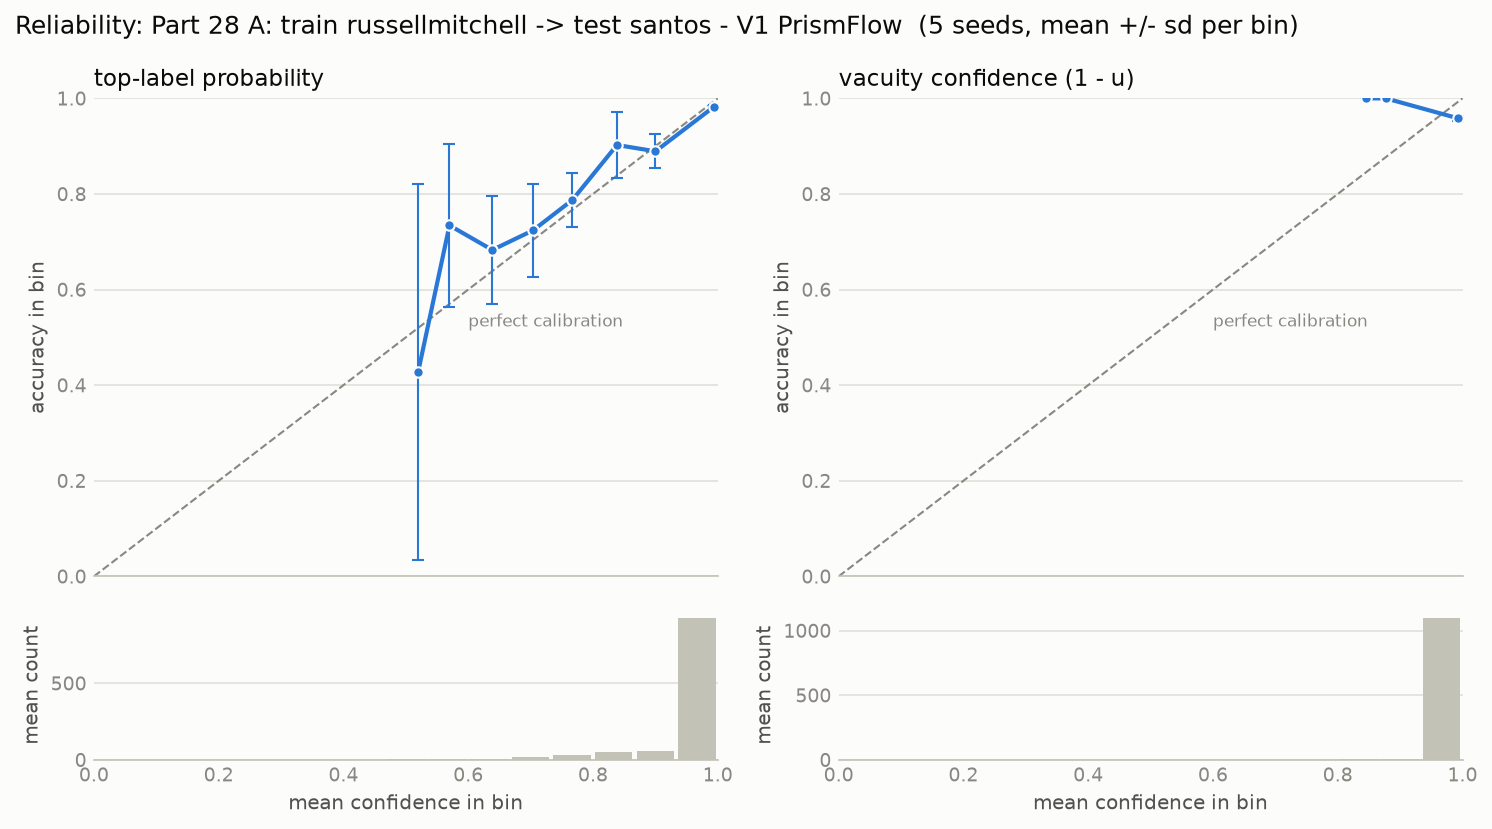 Reliability: Part 28 A: train russellmitchell -> test santos - V1 PrismFlow  (5 seeds, mean +/- sd per bin)
top-label probability
1.0
0.8
0.6
0.4
0.2
0.0
accuracy in bin
perfect calibration
500
0
mean count
0.0 0.2 0.4 0.6 0.8 1.0
mean confidence in bin
vacuity confidence (1 - u)
1.0
0.8
0.6
0.4
0.2
0.0
accuracy in bin
perfect calibration
1000
500
0
mean count
0.0 0.2 0.4 0.6 0.8 1.0
mean confidence in bin